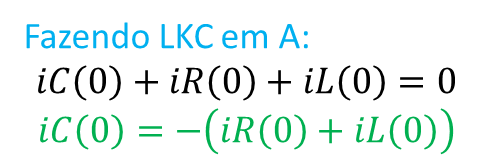 Fazendo LKC em A:
iC(0) + iR(0) + iL(0) = 0
iC(0) = −(iR(0) + iL(0))